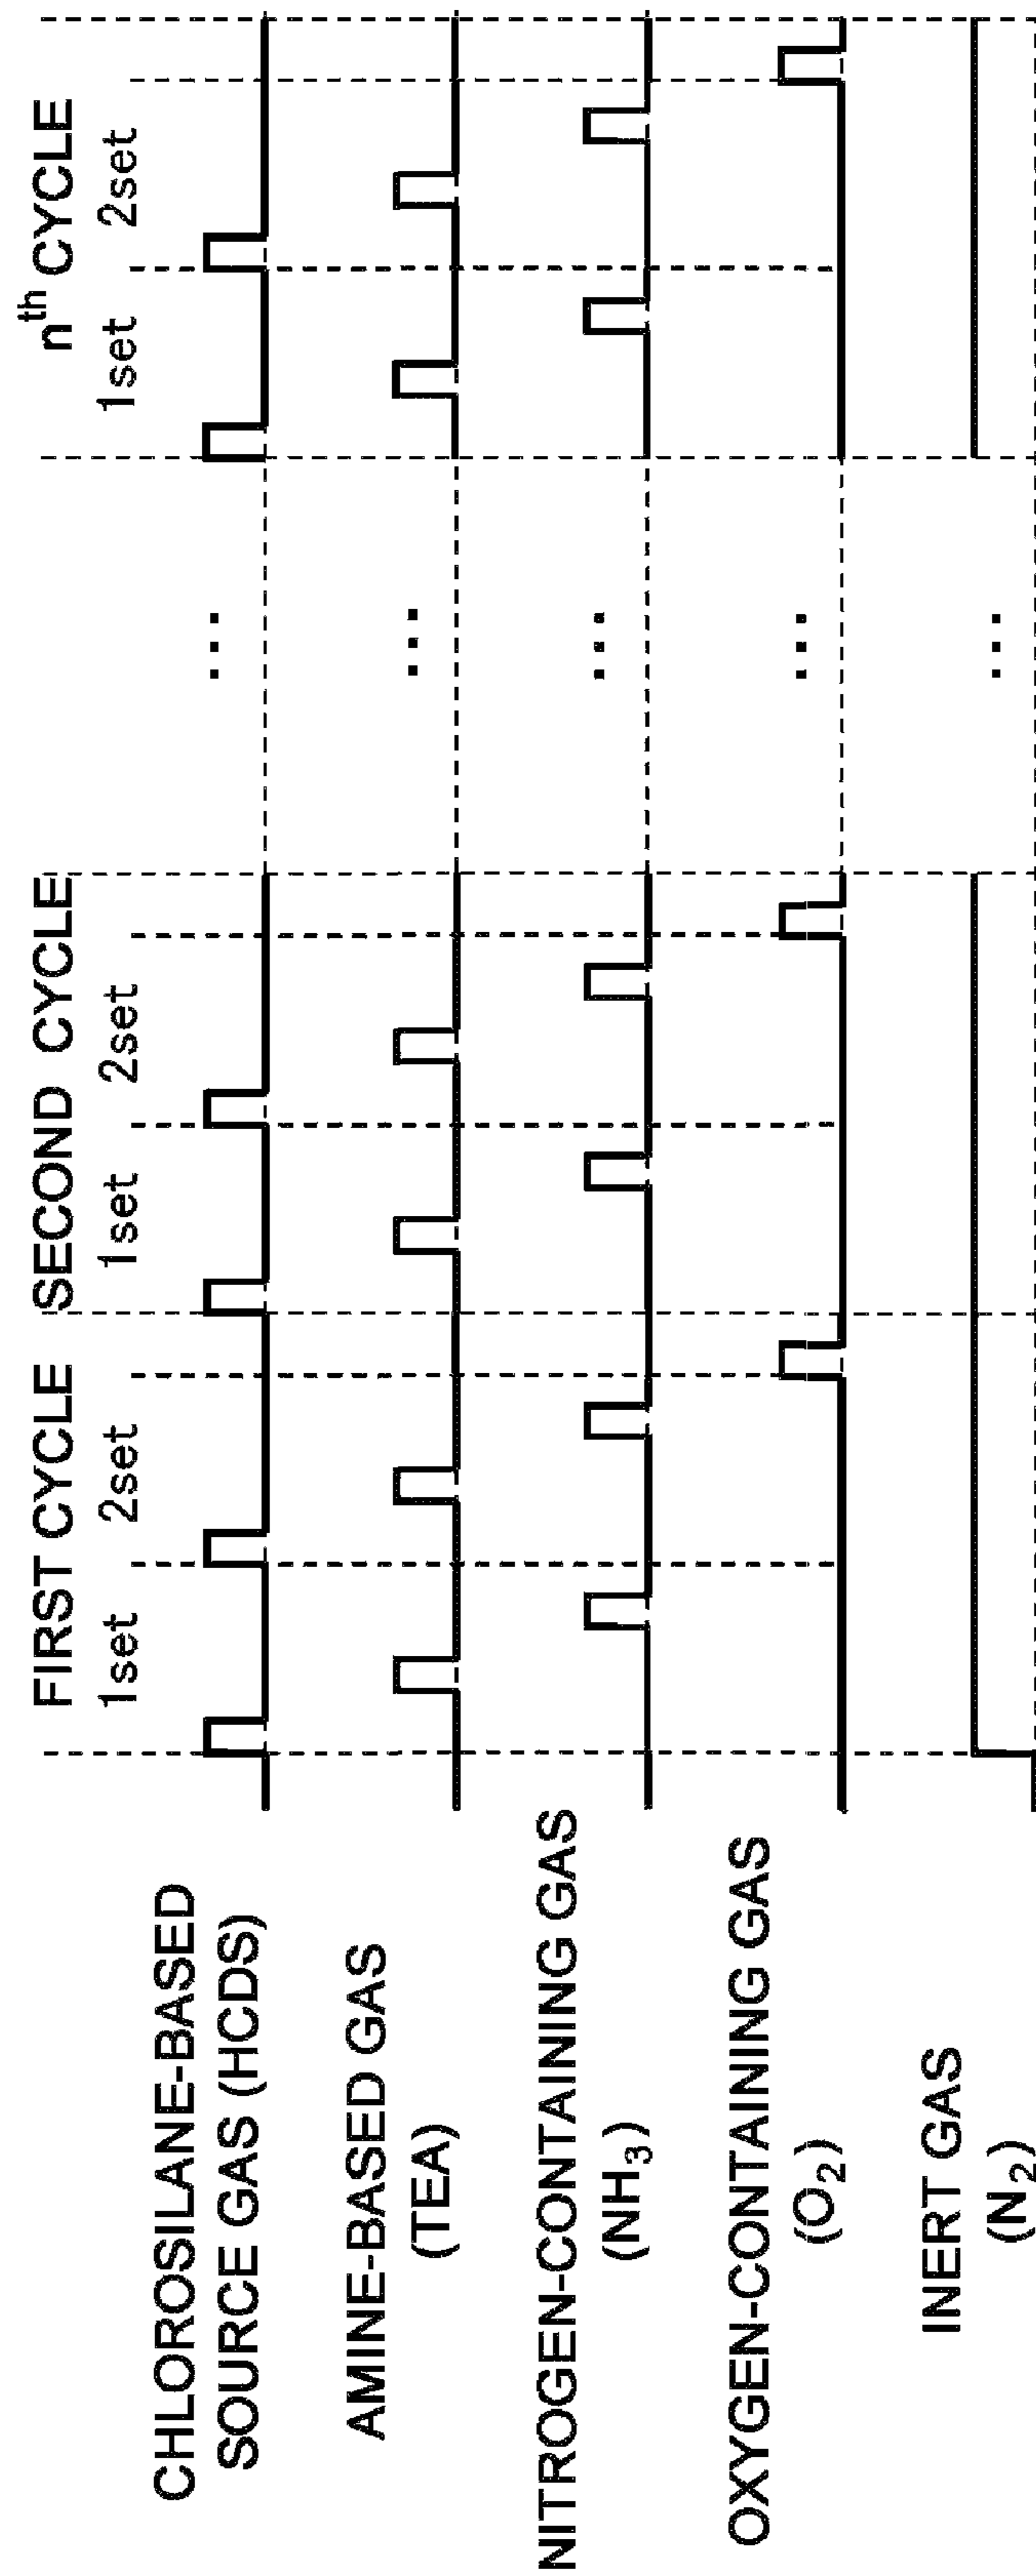 FIRST CYCLE SECOND CYCLE nth CYCLE
1set 2set 1set 2set 1set 2set
CHLOROSILANE-BASED
SOURCE GAS (HCDS)
...
AMINE-BASED GAS
(TEA)
...
NITROGEN-CONTAINING GAS
(NH3)
...
OXYGEN-CONTAINING GAS
(O2)
...
INERT GAS
(N2)
...